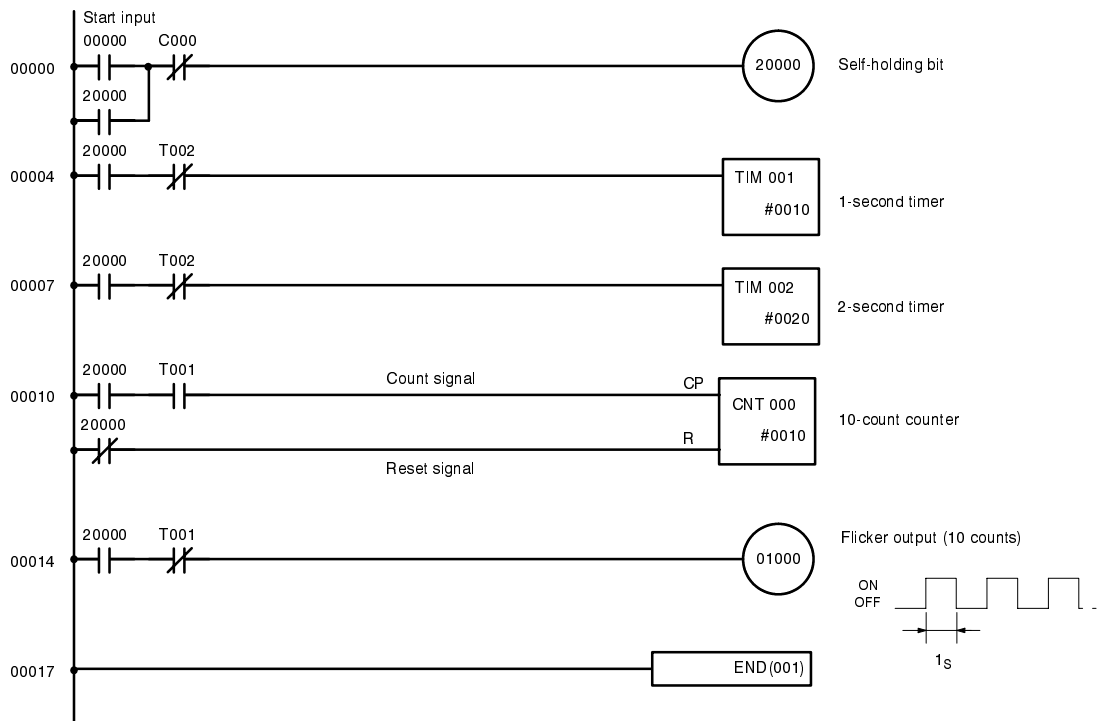 Start input
00000 C000
00000 20000 Self-holding bit
20000
20000 T002
00004 TIM 001
#0010 1-second timer
20000 T002
00007 TIM 002
#0020 2-second timer
20000 T001 Count signal CP
00010 CNT 000
#0010 10-count counter
20000 R
Reset signal
20000 T001 Flicker output (10 counts)
00014 01000
ON
OFF
1S
00017 END(001)